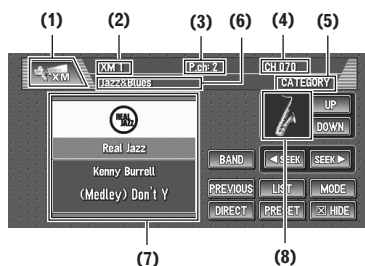 (1) (2) (3) (6) (4) (5)
XM
XM 1 P.ch: 2 CH 070
Jazz&Blues CATEGORY
REAL JAZZ
UP
DOWN
Real Jazz
Kenny Burrell
(Medley) Don't Y
BAND ◄ SEEK SEEK ►
PREVIOUS LIST MODE
DIRECT PRESET ☒ HIDE
(7) (8)